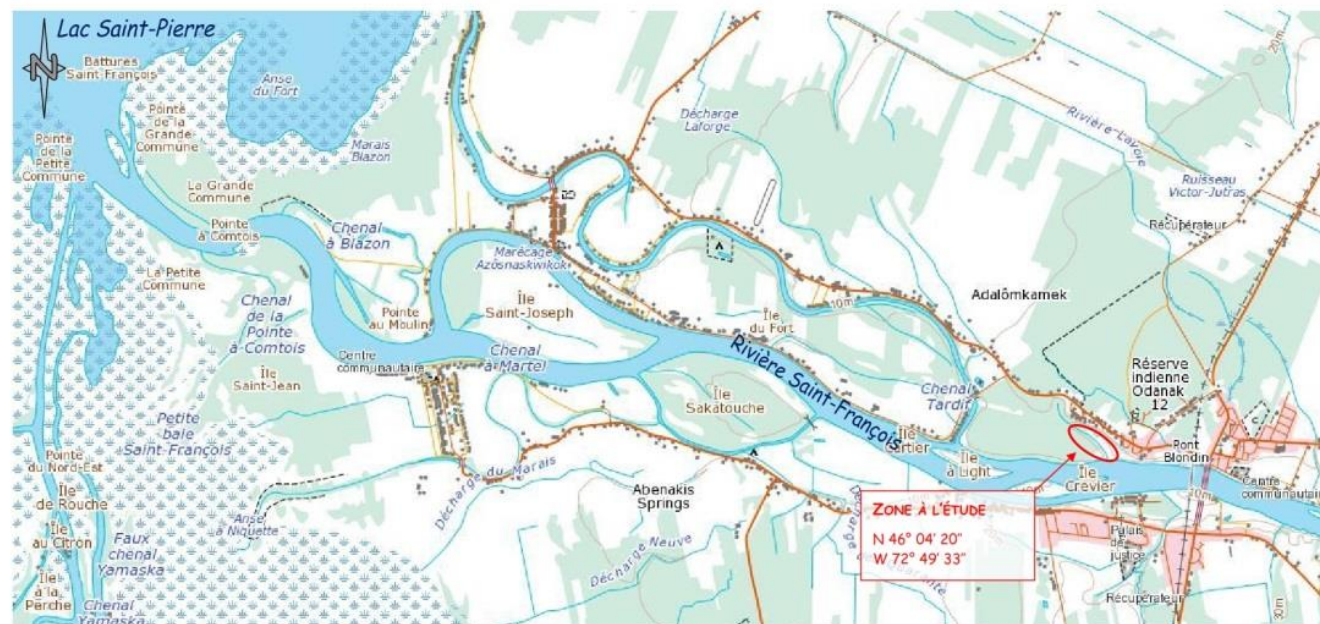 Lac Saint-Pierre
N
Battures
Saint-François
Anse
du Fort
Pointe
de la
Grande
Commune
Pointe
de la
Petite
Commune
Marais
Blazon
La Grande
Commune
Pointe
à Comtois
Chenal
à Blazon
La Petite
Commune
Chenal
de la
Pointe
à-Comtois
Pointe
au Moulin
Île
Saint-Jean
Centre
communautaire
Petite
baie
Saint-François
Pointe
du Nord-Est
Île
de Rouche
Île
au Citron
Île
à la
Perche
Faux
chenal
Yamaska
Chenal
Yamaska
Anse
à Niquette
Marécage
Azôsnaskwikok
Île
Saint-Joseph
Chenal
à Martel
Décharge du Marais
Décharge
Laforge
Île
du Fort
Rivière Saint-François
Île
Sakatouche
Abenakis
Springs
Décharge Neuve
10m
Adalômkamek
Chenal
Tardif
Île
à Light
Île
Crevier
Rivière Lavoie
20m
Ruisseau
Victor-Jutras
Récupérateur
Réserve
indienne
Odanak
12
Pont
Blondin
Centre
communautaire
10m
Palais
de
justice
Récupérateur
30m
ZONE À L'ÉTUDE
N 46° 04' 20"
W 72° 49' 33"